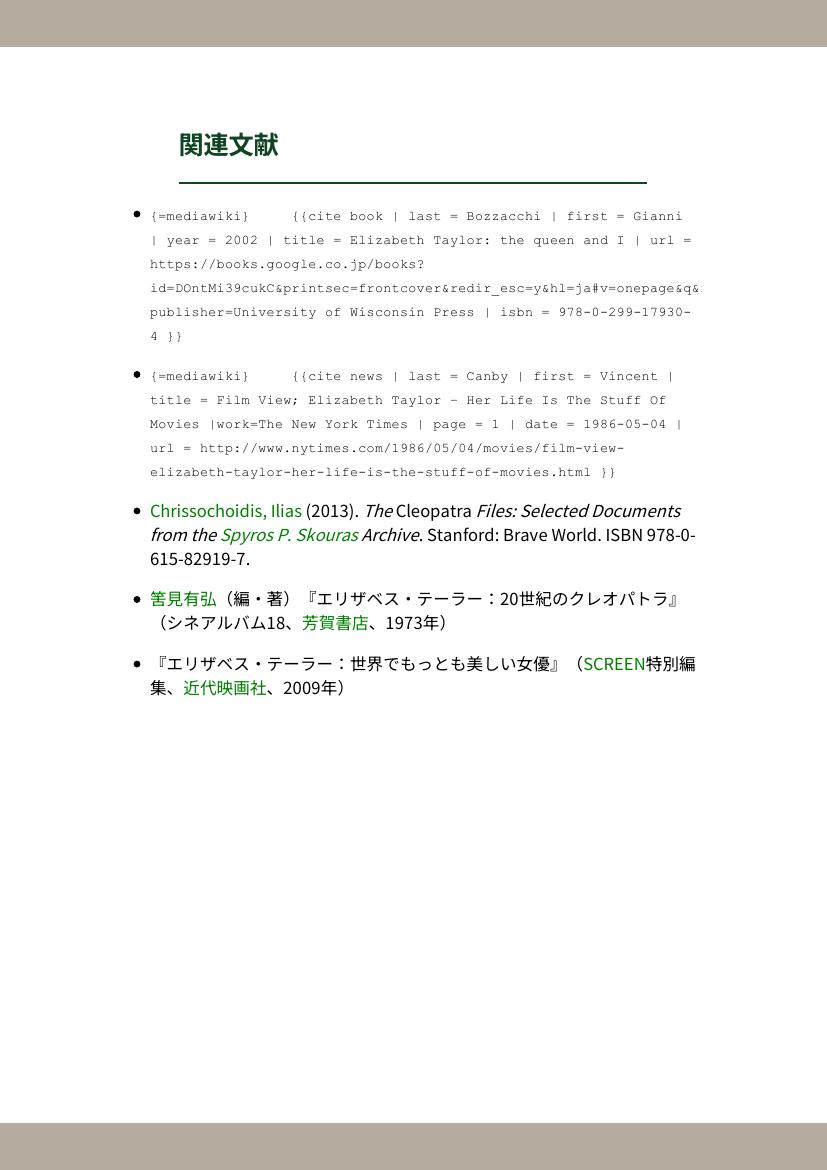 関連文献
• {=mediawiki} {{cite book | last = Bozzacchi | first = Gianni
| year = 2002 | title = Elizabeth Taylor: the queen and I | url =
https://books.google.co.jp/books?
id=DOntMi39cukC&printsec=frontcover&redir_esc=y&hl=ja#v=onepage&q&
publisher=University of Wisconsin Press | isbn = 978-0-299-17930-
4 }}
• {=mediawiki} {{cite news | last = Canby | first = Vincent |
title = Film View; Elizabeth Taylor – Her Life Is The Stuff Of
Movies |work=The New York Times | page = 1 | date = 1986-05-04 |
url = http://www.nytimes.com/1986/05/04/movies/film-view-
elizabeth-taylor-her-life-is-the-stuff-of-movies.html }}
• Chrissochoidis, Ilias (2013). The Cleopatra Files: Selected Documents
from the Spyros P. Skouras Archive. Stanford: Brave World. ISBN 978-0-
615-82919-7.
• 筈見有弘（編・著）『エリザベス・テーラー：20世紀のクレオパトラ』
（シネアルバム18、芳賀書店、1973年）
• 『エリザベス・テーラー：世界でもっとも美しい女優』（SCREEN特別編
集、近代映画社、2009年）